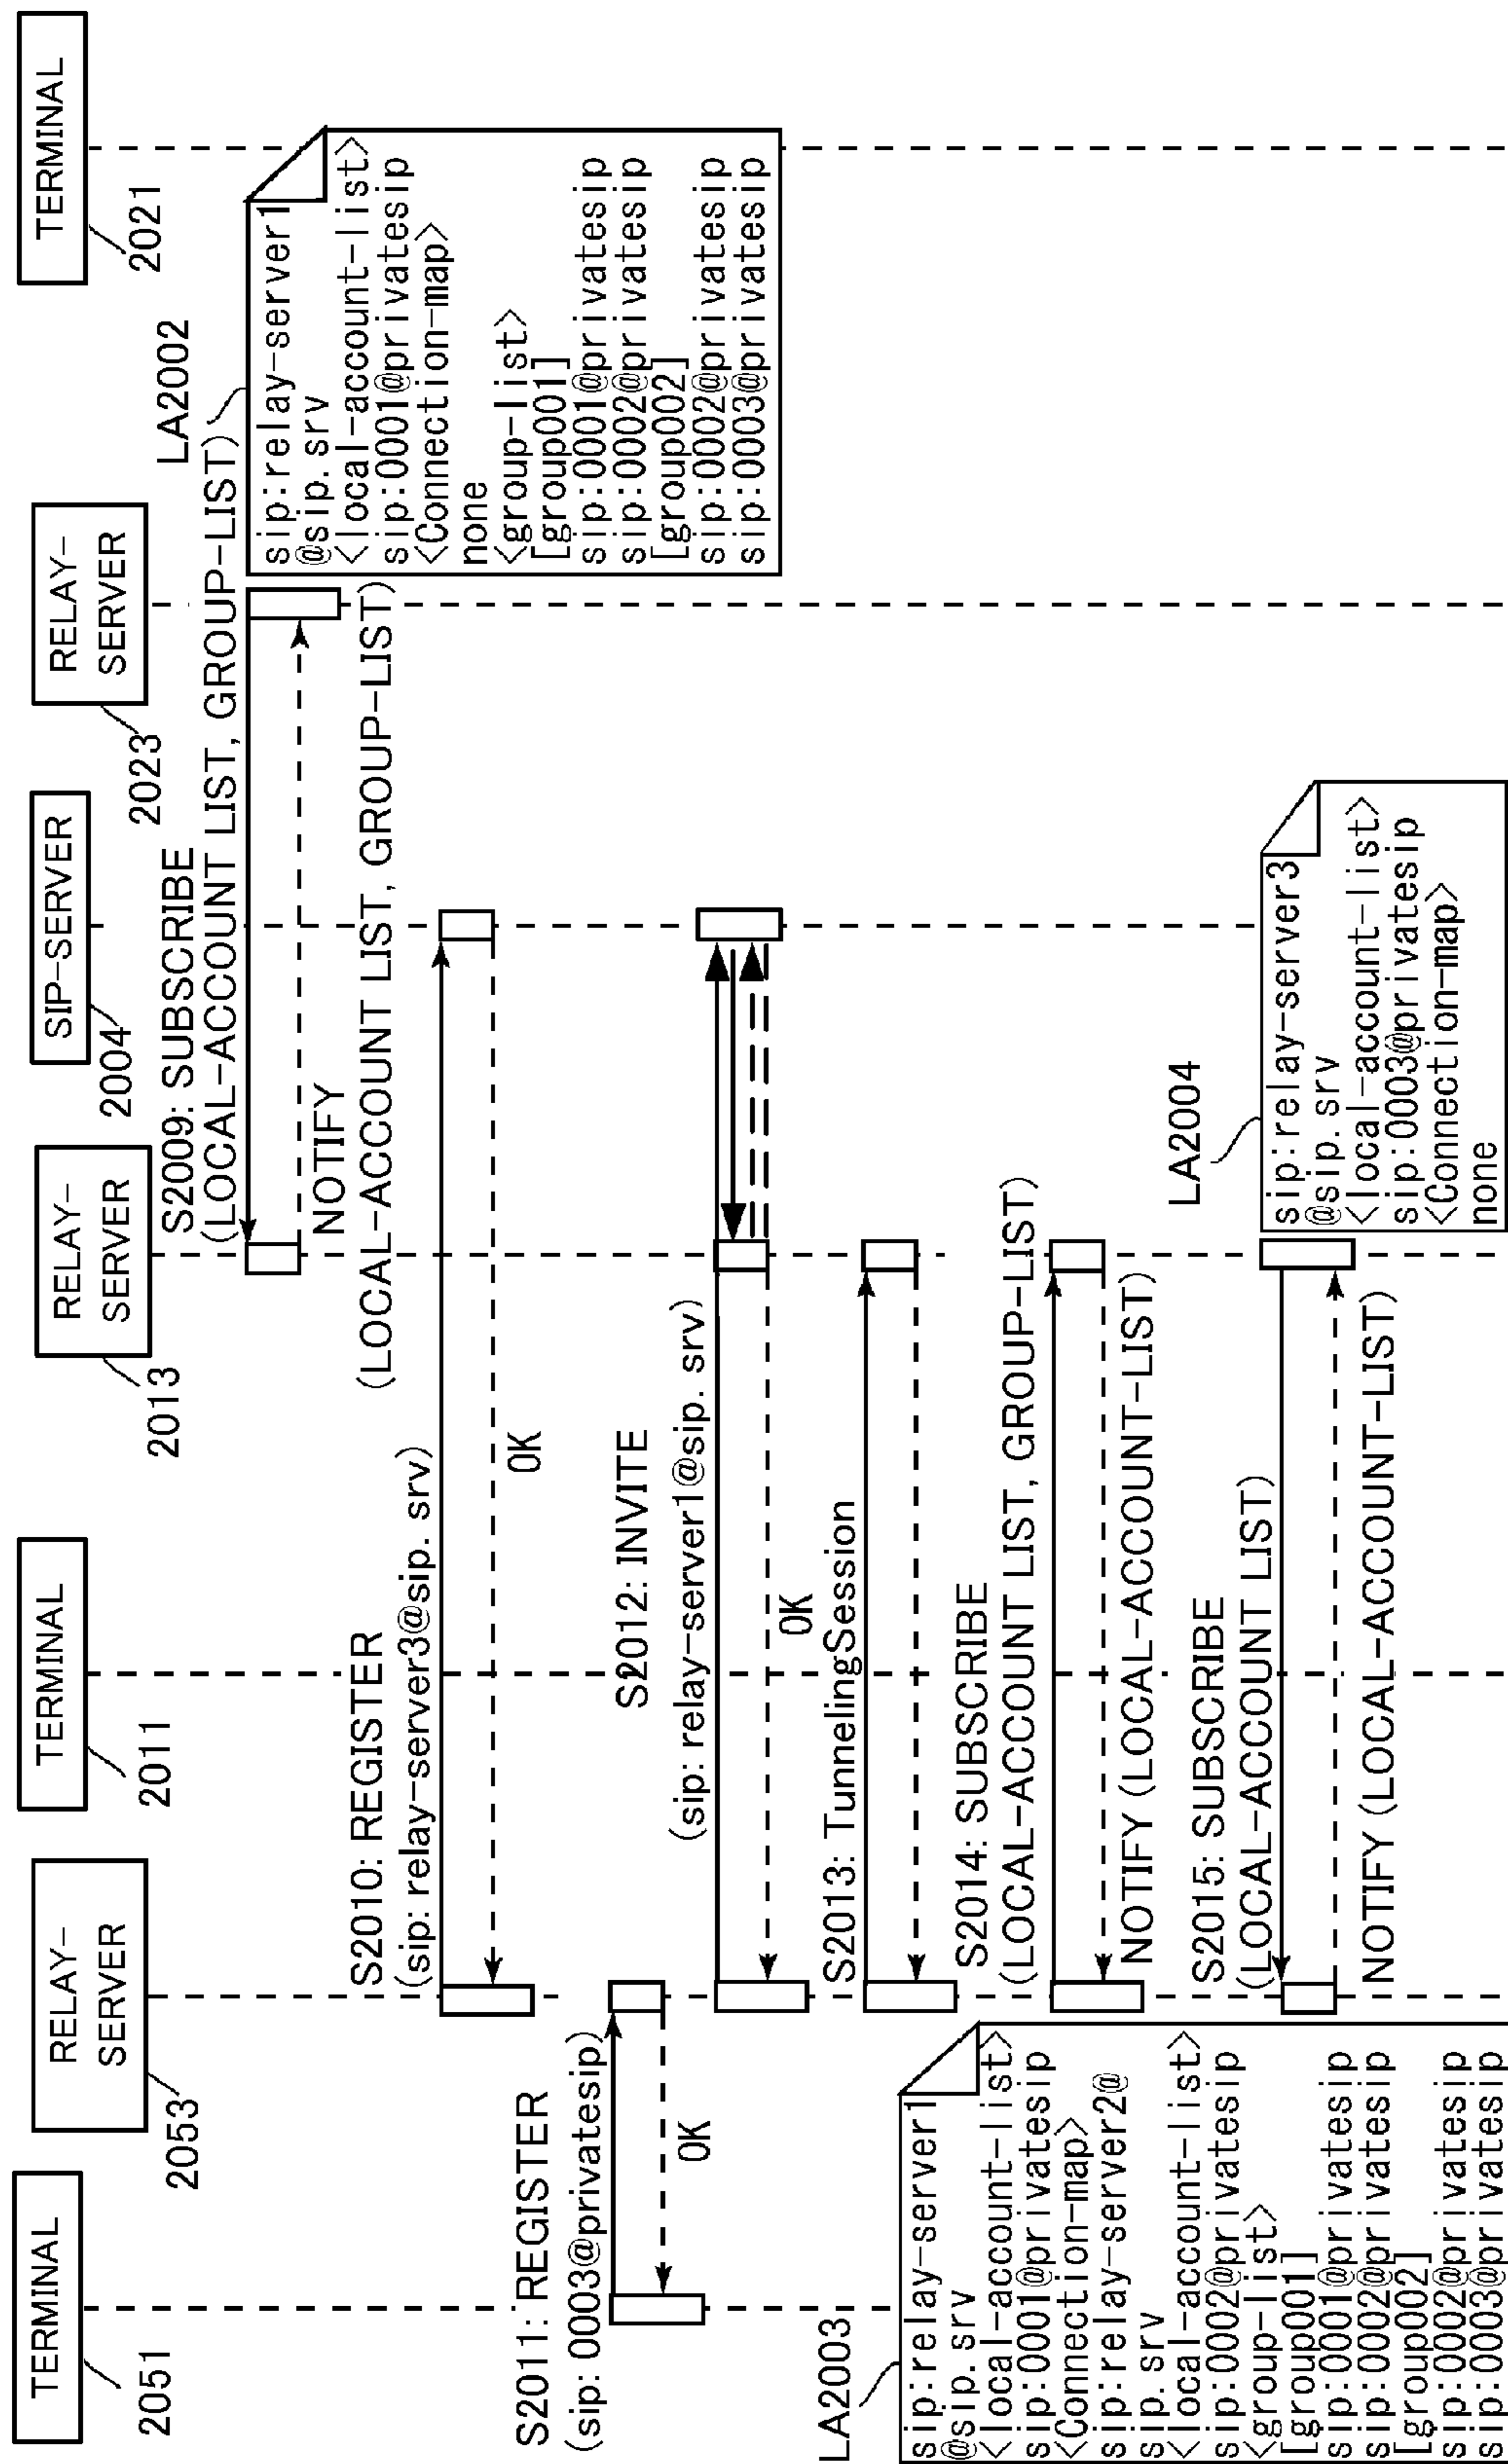 TERMINAL
2051
RELAY-
SERVER
2053
TERMINAL
2011
RELAY-
SERVER
2013
SIP-SERVER
2004
RELAY-
SERVER
2023
TERMINAL
2021
S2009: SUBSCRIBE
(LOCAL-ACCOUNT LIST, GROUP-LIST)
NOTIFY
(LOCAL-ACCOUNT LIST, GROUP-LIST)
LA2002
sip:relay-server1
@sip.srv
<local-account-list>
sip:0001@privatesip
<Connection-map>
none
<group-list>
[group001]
sip:0001@privatesip
sip:0002@privatesip
[group002]
sip:0002@privatesip
sip:0003@privatesip
S2010: REGISTER
(sip: relay-server3@sip. srv)
OK
S2011: REGISTER
(sip: 0003@privatesip)
OK
S2012: INVITE
(sip: relay-server1@sip. srv)
OK
S2013: TunnelingSession
S2014: SUBSCRIBE
(LOCAL-ACCOUNT LIST, GROUP-LIST)
NOTIFY (LOCAL-ACCOUNT-LIST)
LA2003
sip:relay-server1
@sip.srv
<local-account-list>
sip:0001@privatesip
<Connection-map>
sip:relay-server2@
sip.srv
<local-account-list>
sip:0002@privatesip
<group-list>
[group001]
sip:0001@privatesip
sip:0002@privatesip
[group002]
sip:0002@privatesip
sip:0003@privatesip
S2015: SUBSCRIBE
(LOCAL-ACCOUNT LIST)
NOTIFY (LOCAL-ACCOUNT-LIST)
LA2004
sip:relay-server3
@sip.srv
<local-account-list>
sip:0003@privatesip
<Connection-map>
none